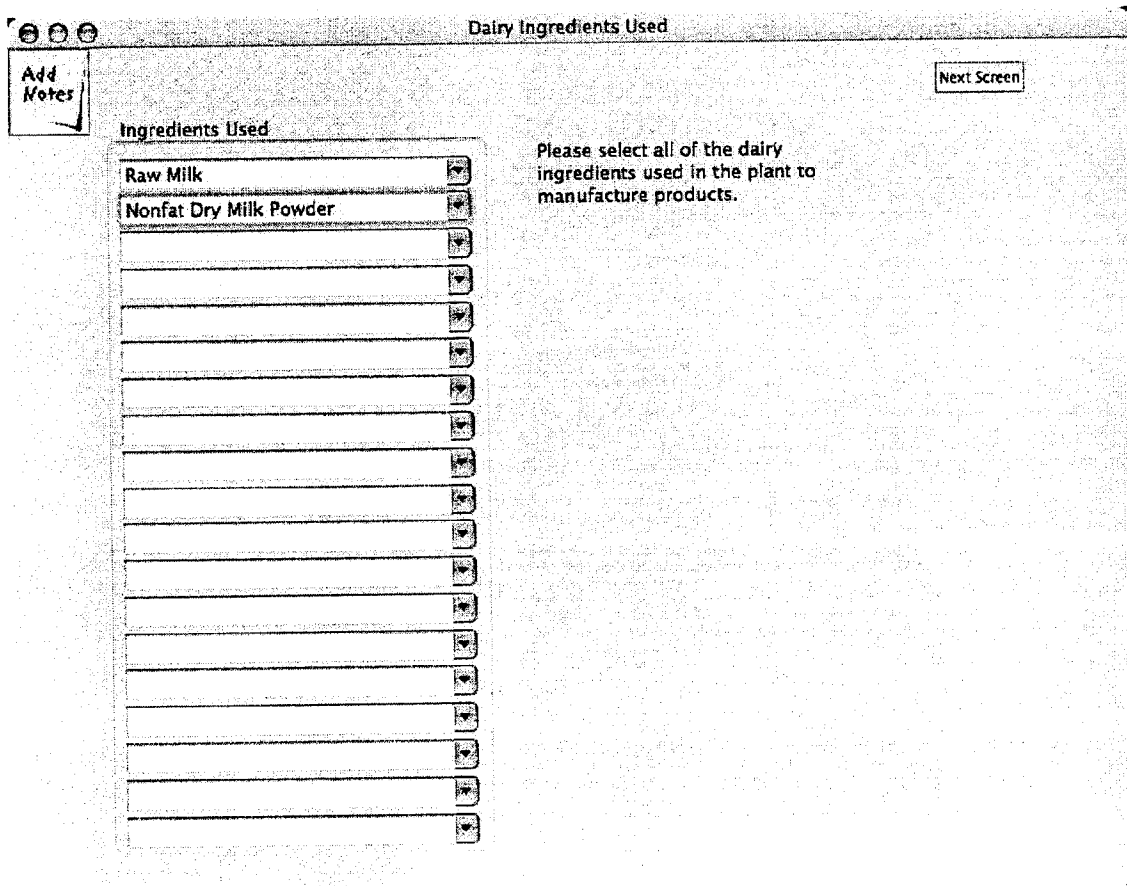 Dairy Ingredients Used
Add
Notes
Next Screen
Ingredients Used
Raw Milk
Nonfat Dry Milk Powder
Please select all of the dairy
ingredients used in the plant to
manufacture products.